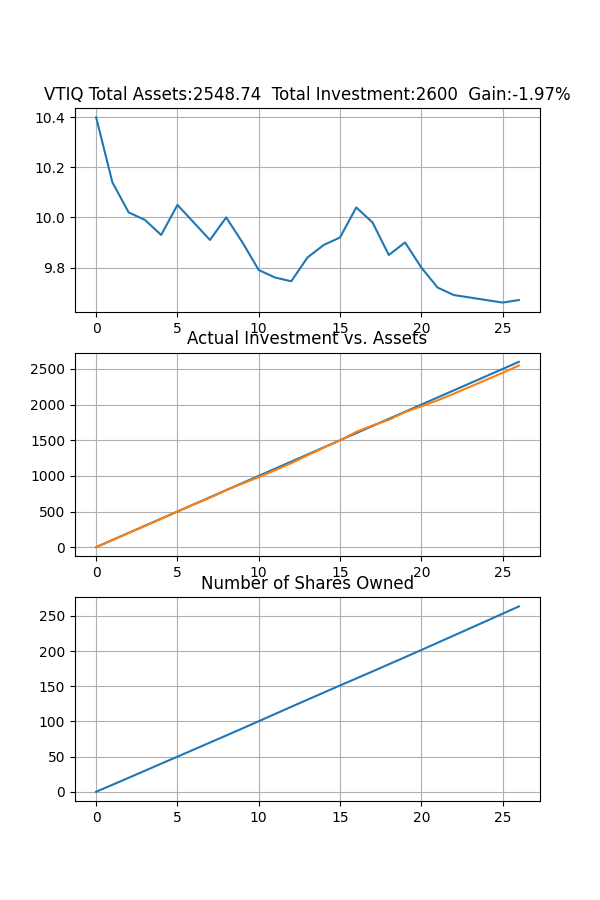 VTIQ Total Assets:2548.74  Total Investment:2600  Gain:-1.97%
10.4
10.2
10.0
9.8
0 5 10 15 20 25
Actual Investment vs. Assets
2500
2000
1500
1000
500
0
0 5 10 15 20 25
Number of Shares Owned
250
200
150
100
50
0
0 5 10 15 20 25